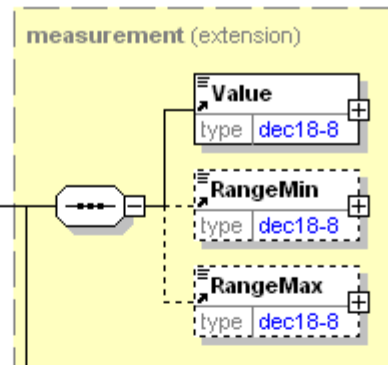 measurement (extension)
Value
type dec18-8
RangeMin
type dec18-8
RangeMax
type dec18-8